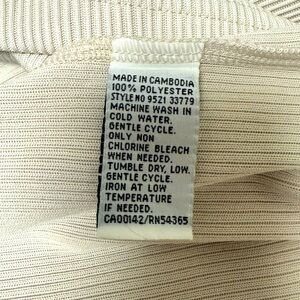 MADE IN CAMBODIA
100% POLYESTER
STYLE NO 9521 33779
MACHINE WASH IN
COLD WATER.
GENTLE CYCLE.
ONLY NON
CHLORINE BLEACH
WHEN NEEDED.
TUMBLE DRY, LOW.
GENTLE CYCLE.
IRON AT LOW
TEMPERATURE
IF NEEDED.
CA00142/RN54365